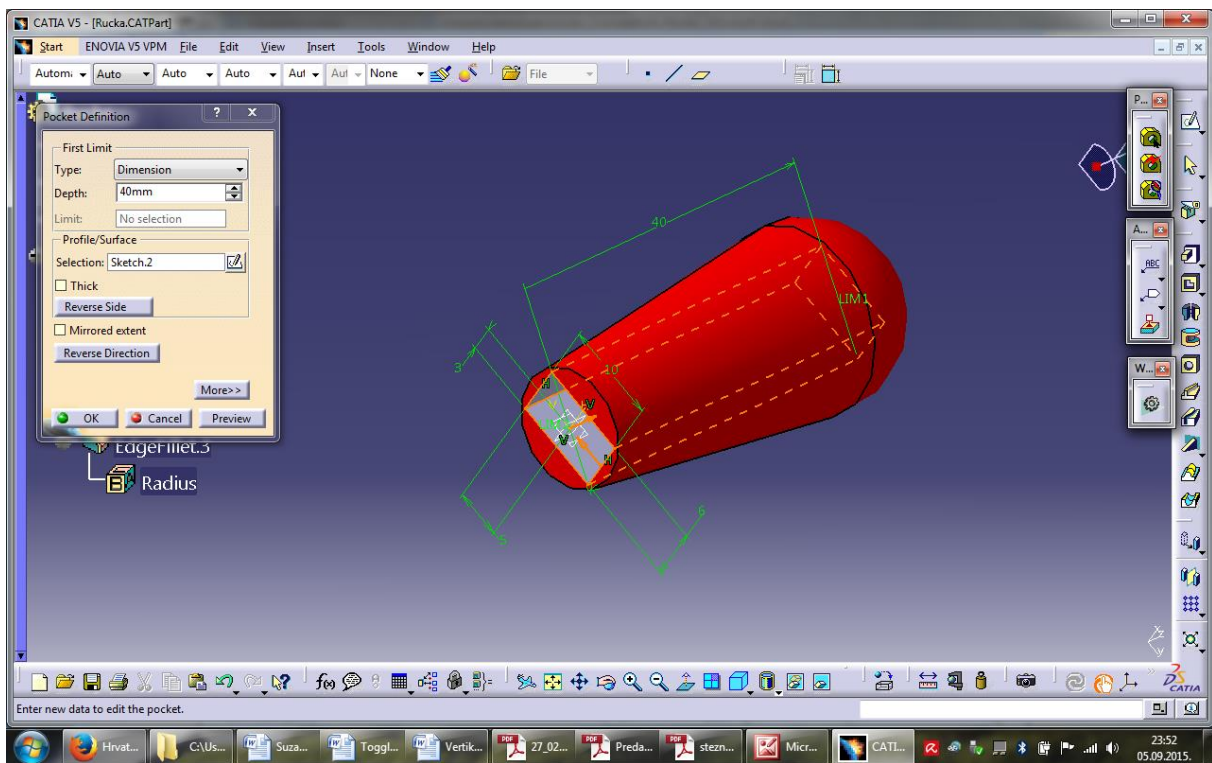 CATIA V5 - [Rucka.CATPart]
Start ENOVIA V5 VPM File Edit View Insert Tools Window Help
Auto Auto Auto None File
Pocket Definition ? X
First Limit
Type: Dimension
Depth: 40mm
Limit: No selection
Profile/Surface
Selection: Sketch.2
Thick
Reverse Side
Mirrored extent
Reverse Direction
More>>
OK Cancel Preview
EdgeFillet.3
Radius
40
LIM1
3
10
H
V
V
H
6
5
P...
A...
ABC
W...
f(x)
CATIA
Enter new data to edit the pocket.
Hrvat... C:\Us... Suza... Toggl... Vertik... 27_02... Preda... stezn... Micr... CATI... 23:52
05.09.2015.